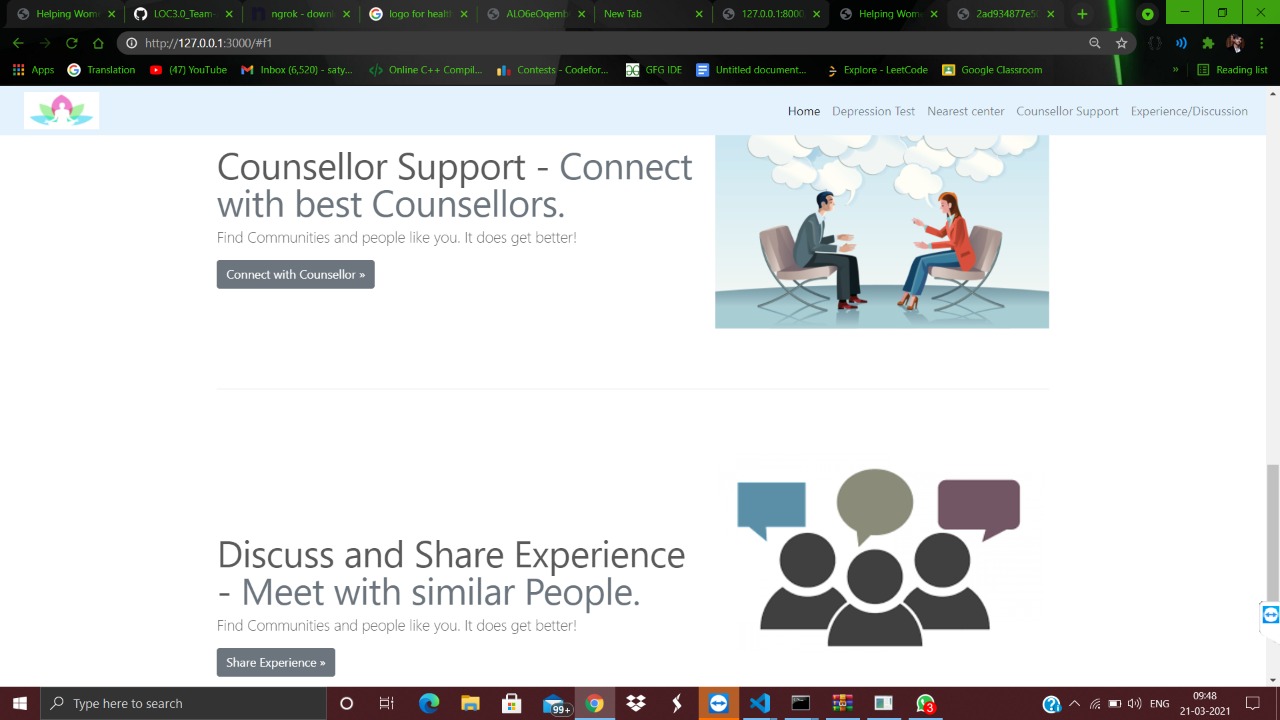 Helping Wom
LOC3.0_Team-
ngrok - downl
logo for healt
ALO6eOqemb
New Tab
127.0.0.1:8000
Helping Wom
2ad934877e5
http://127.0.0.1:3000/#f1
Apps
Translation
(47) YouTube
Inbox (6,520) - saty...
Online C++ Compil...
Contests - Codefor...
GFG IDE
Untitled document...
Explore - LeetCode
Google Classroom
»
Reading list
Home
Depression Test
Nearest center
Counsellor Support
Experience/Discussion
Counsellor Support - Connect
with best Counsellors.
Find Communities and people like you. It does get better!
Connect with Counsellor »
Discuss and Share Experience
- Meet with similar People.
Find Communities and people like you. It does get better!
Share Experience »
Type here to search
99+
3
ENG
09:48
21-03-2021